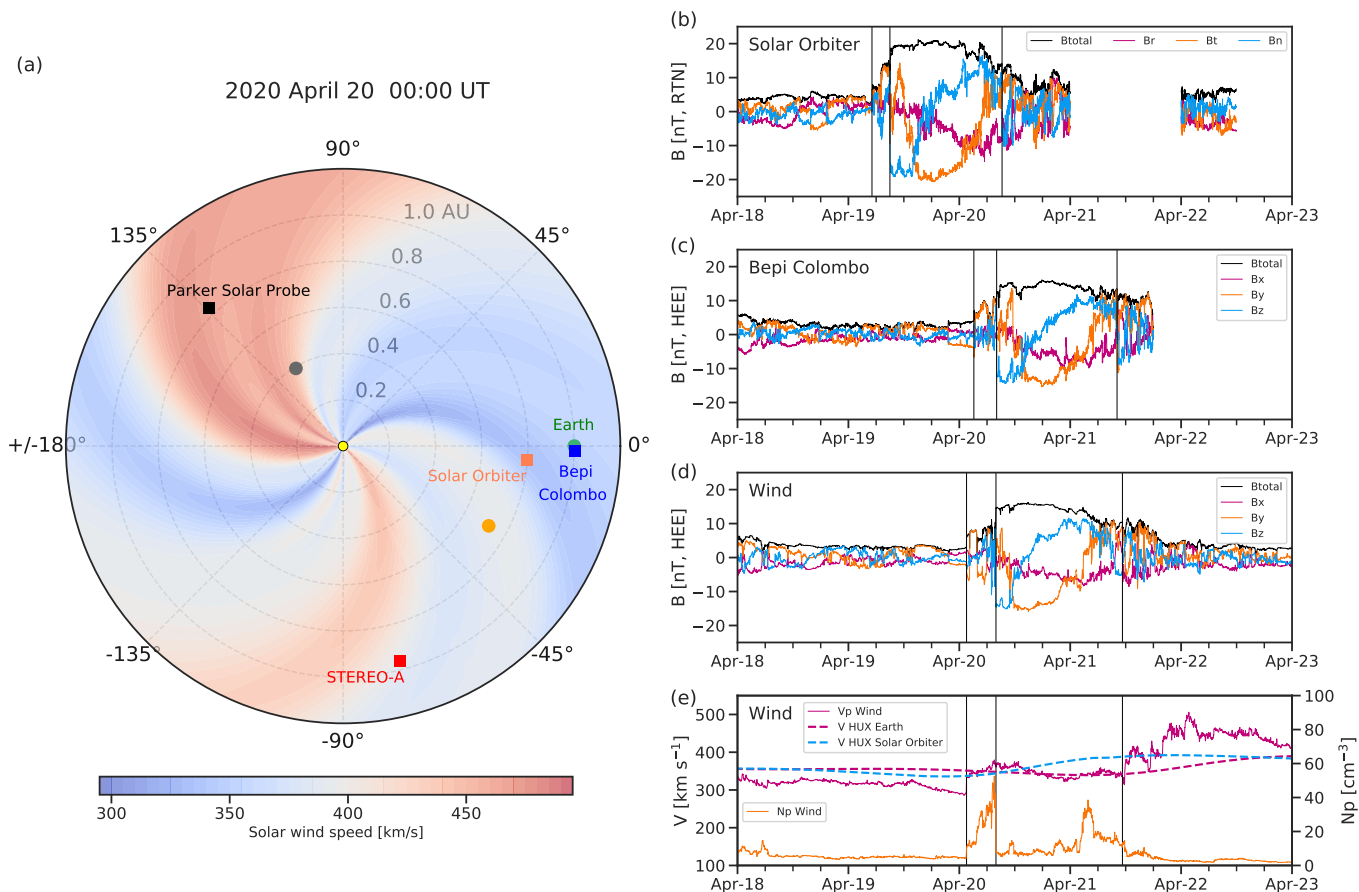 (a)
2020 April 20 00:00 UT
90°
135°
45°
1.0 AU
0.8
0.6
0.4
0.2
Parker Solar Probe
+/-180°
0°
Earth
Solar Orbiter
Bepi
Colombo
STEREO-A
-135°
-45°
-90°
300 350 400 450
Solar wind speed [km/s]
(b)
Solar Orbiter
Btotal Br Bt Bn
B [nT, RTN]
20
10
0
−10
−20
Apr-18 Apr-19 Apr-20 Apr-21 Apr-22 Apr-23
(c)
Bepi Colombo
Btotal
Bx
By
Bz
B [nT, HEE]
20
10
0
−10
−20
Apr-18 Apr-19 Apr-20 Apr-21 Apr-22 Apr-23
(d)
Wind
Btotal
Bx
By
Bz
B [nT, HEE]
20
10
0
−10
−20
Apr-18 Apr-19 Apr-20 Apr-21 Apr-22 Apr-23
(e)
Wind
Vp Wind
V HUX Earth
V HUX Solar Orbiter
Np Wind
V [km s⁻¹]
500
400
300
200
100
Np [cm⁻³]
100
80
60
40
20
0
Apr-18 Apr-19 Apr-20 Apr-21 Apr-22 Apr-23